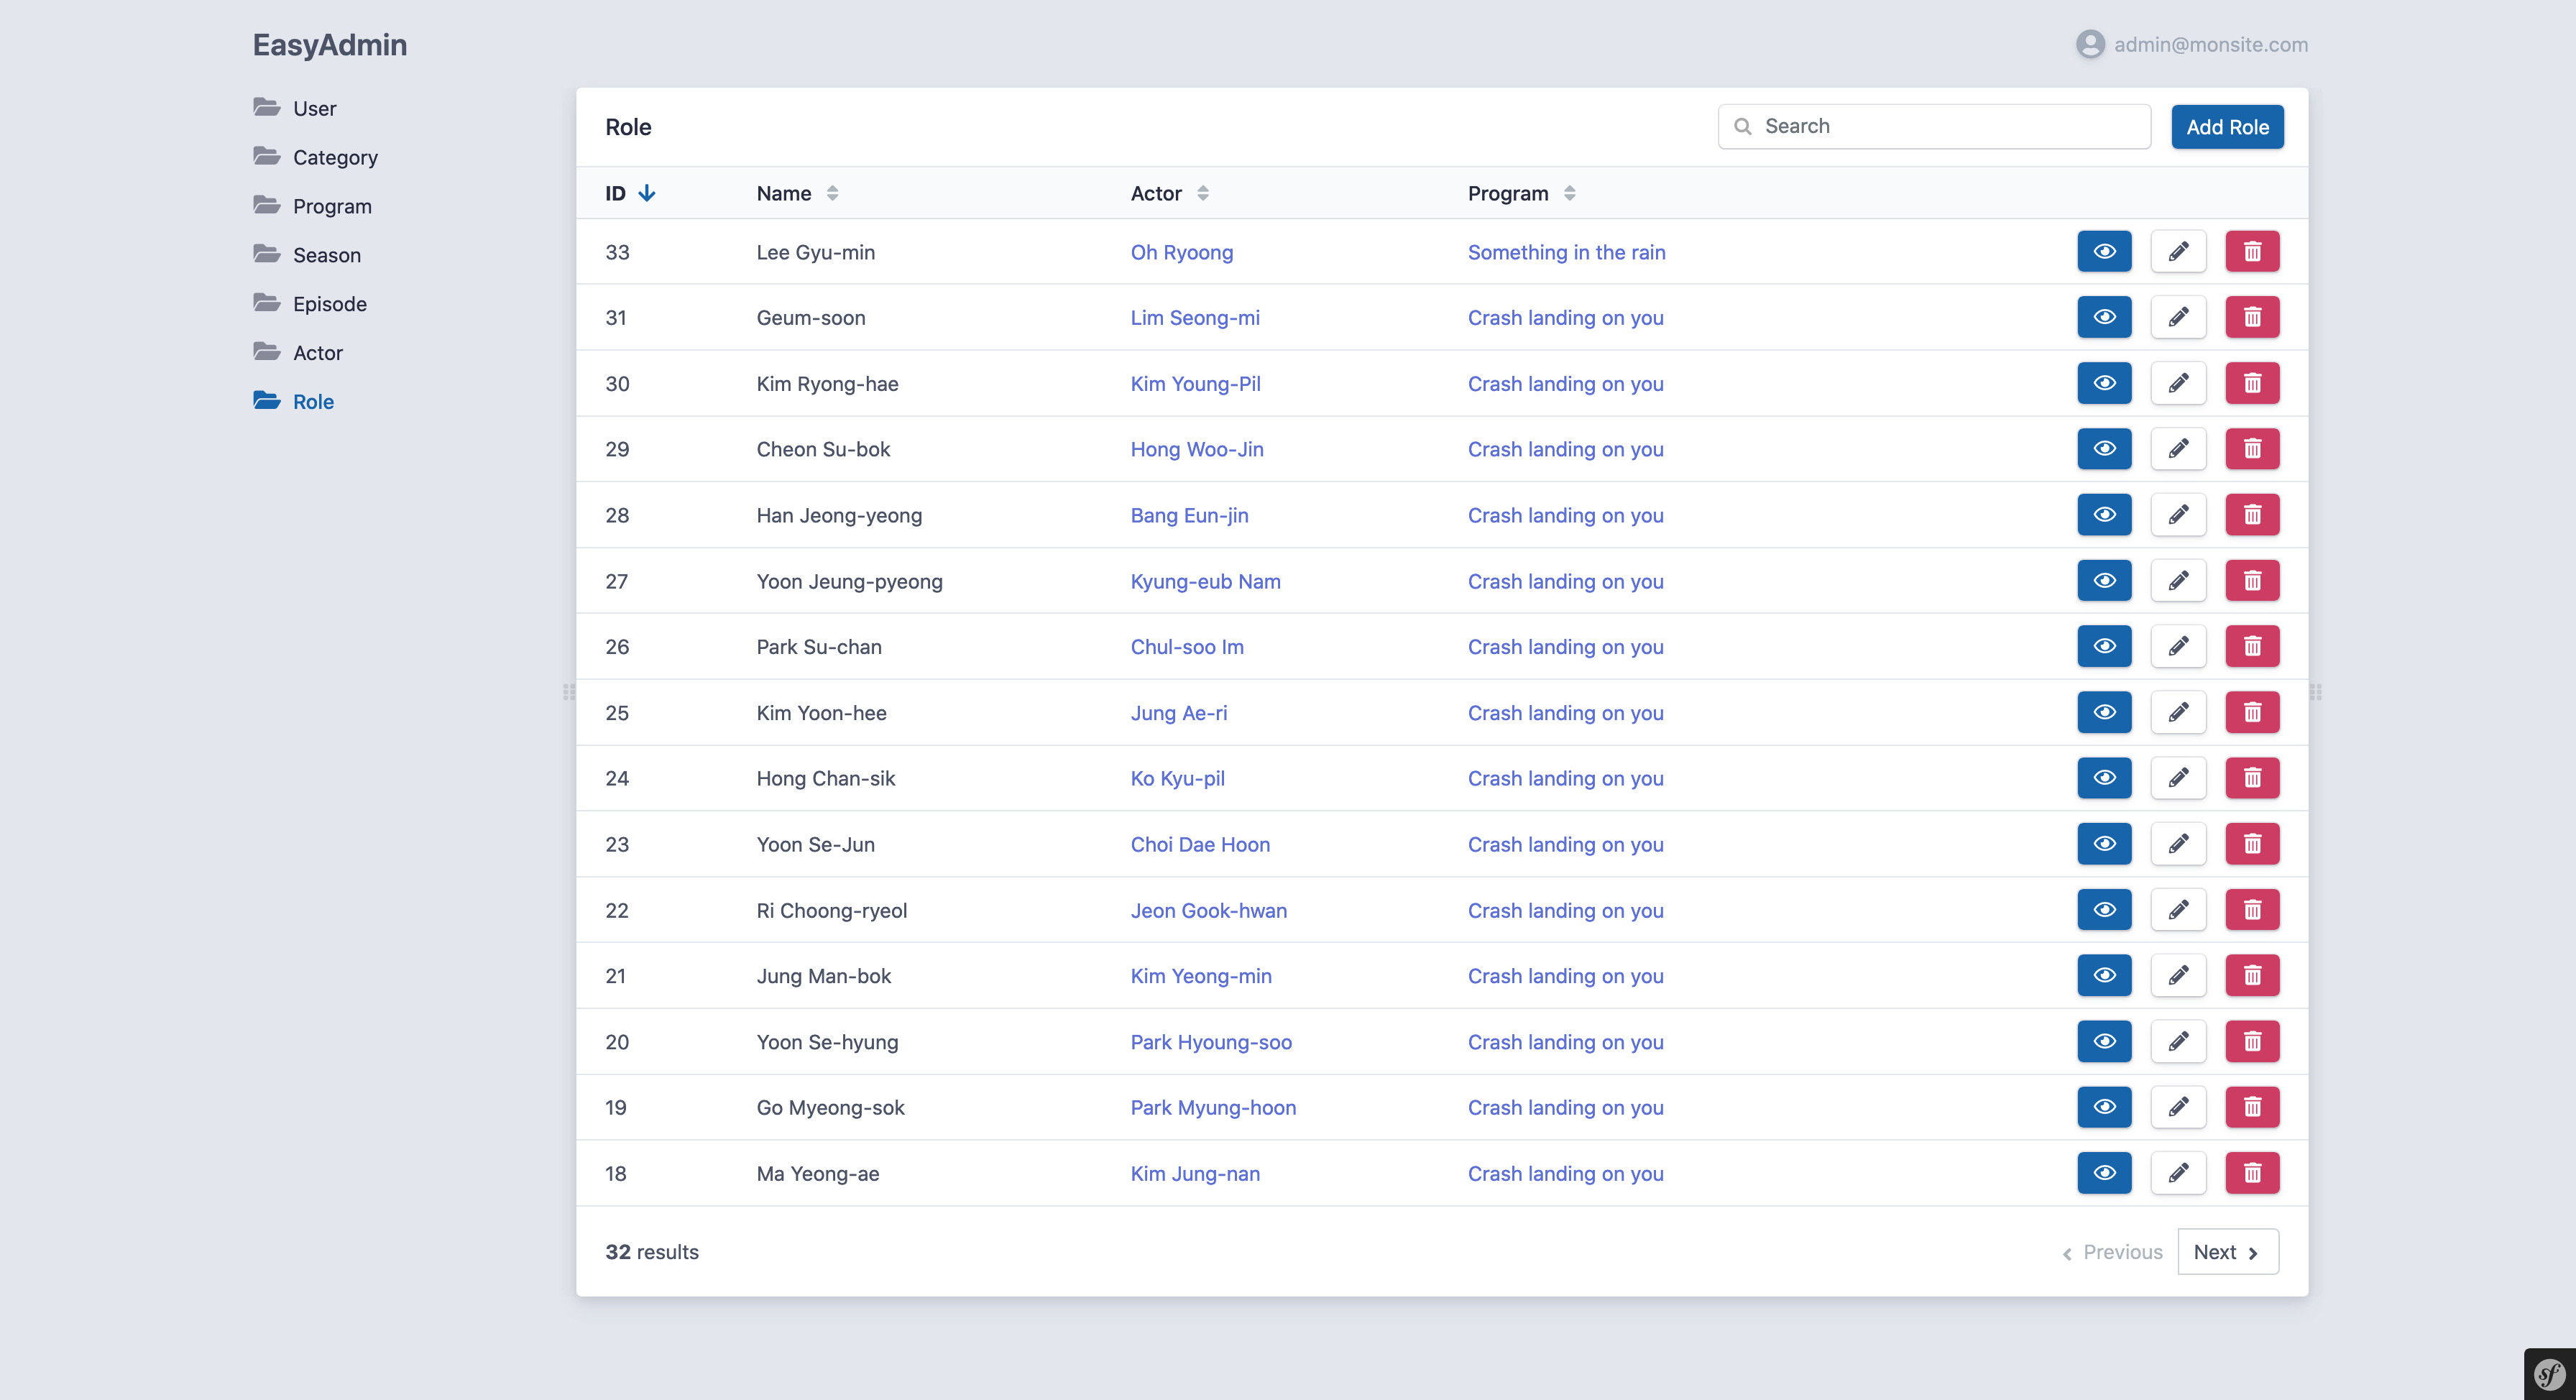 EasyAdmin
admin@monsite.com
User
Category
Program
Season
Episode
Actor
Role
Role
Search
Add Role
ID Name Actor Program
33 Lee Gyu-min Oh Ryoong Something in the rain
31 Geum-soon Lim Seong-mi Crash landing on you
30 Kim Ryong-hae Kim Young-Pil Crash landing on you
29 Cheon Su-bok Hong Woo-Jin Crash landing on you
28 Han Jeong-yeong Bang Eun-jin Crash landing on you
27 Yoon Jeung-pyeong Kyung-eub Nam Crash landing on you
26 Park Su-chan Chul-soo Im Crash landing on you
25 Kim Yoon-hee Jung Ae-ri Crash landing on you
24 Hong Chan-sik Ko Kyu-pil Crash landing on you
23 Yoon Se-Jun Choi Dae Hoon Crash landing on you
22 Ri Choong-ryeol Jeon Gook-hwan Crash landing on you
21 Jung Man-bok Kim Yeong-min Crash landing on you
20 Yoon Se-hyung Park Hyoung-soo Crash landing on you
19 Go Myeong-sok Park Myung-hoon Crash landing on you
18 Ma Yeong-ae Kim Jung-nan Crash landing on you
32 results
Previous Next
sf